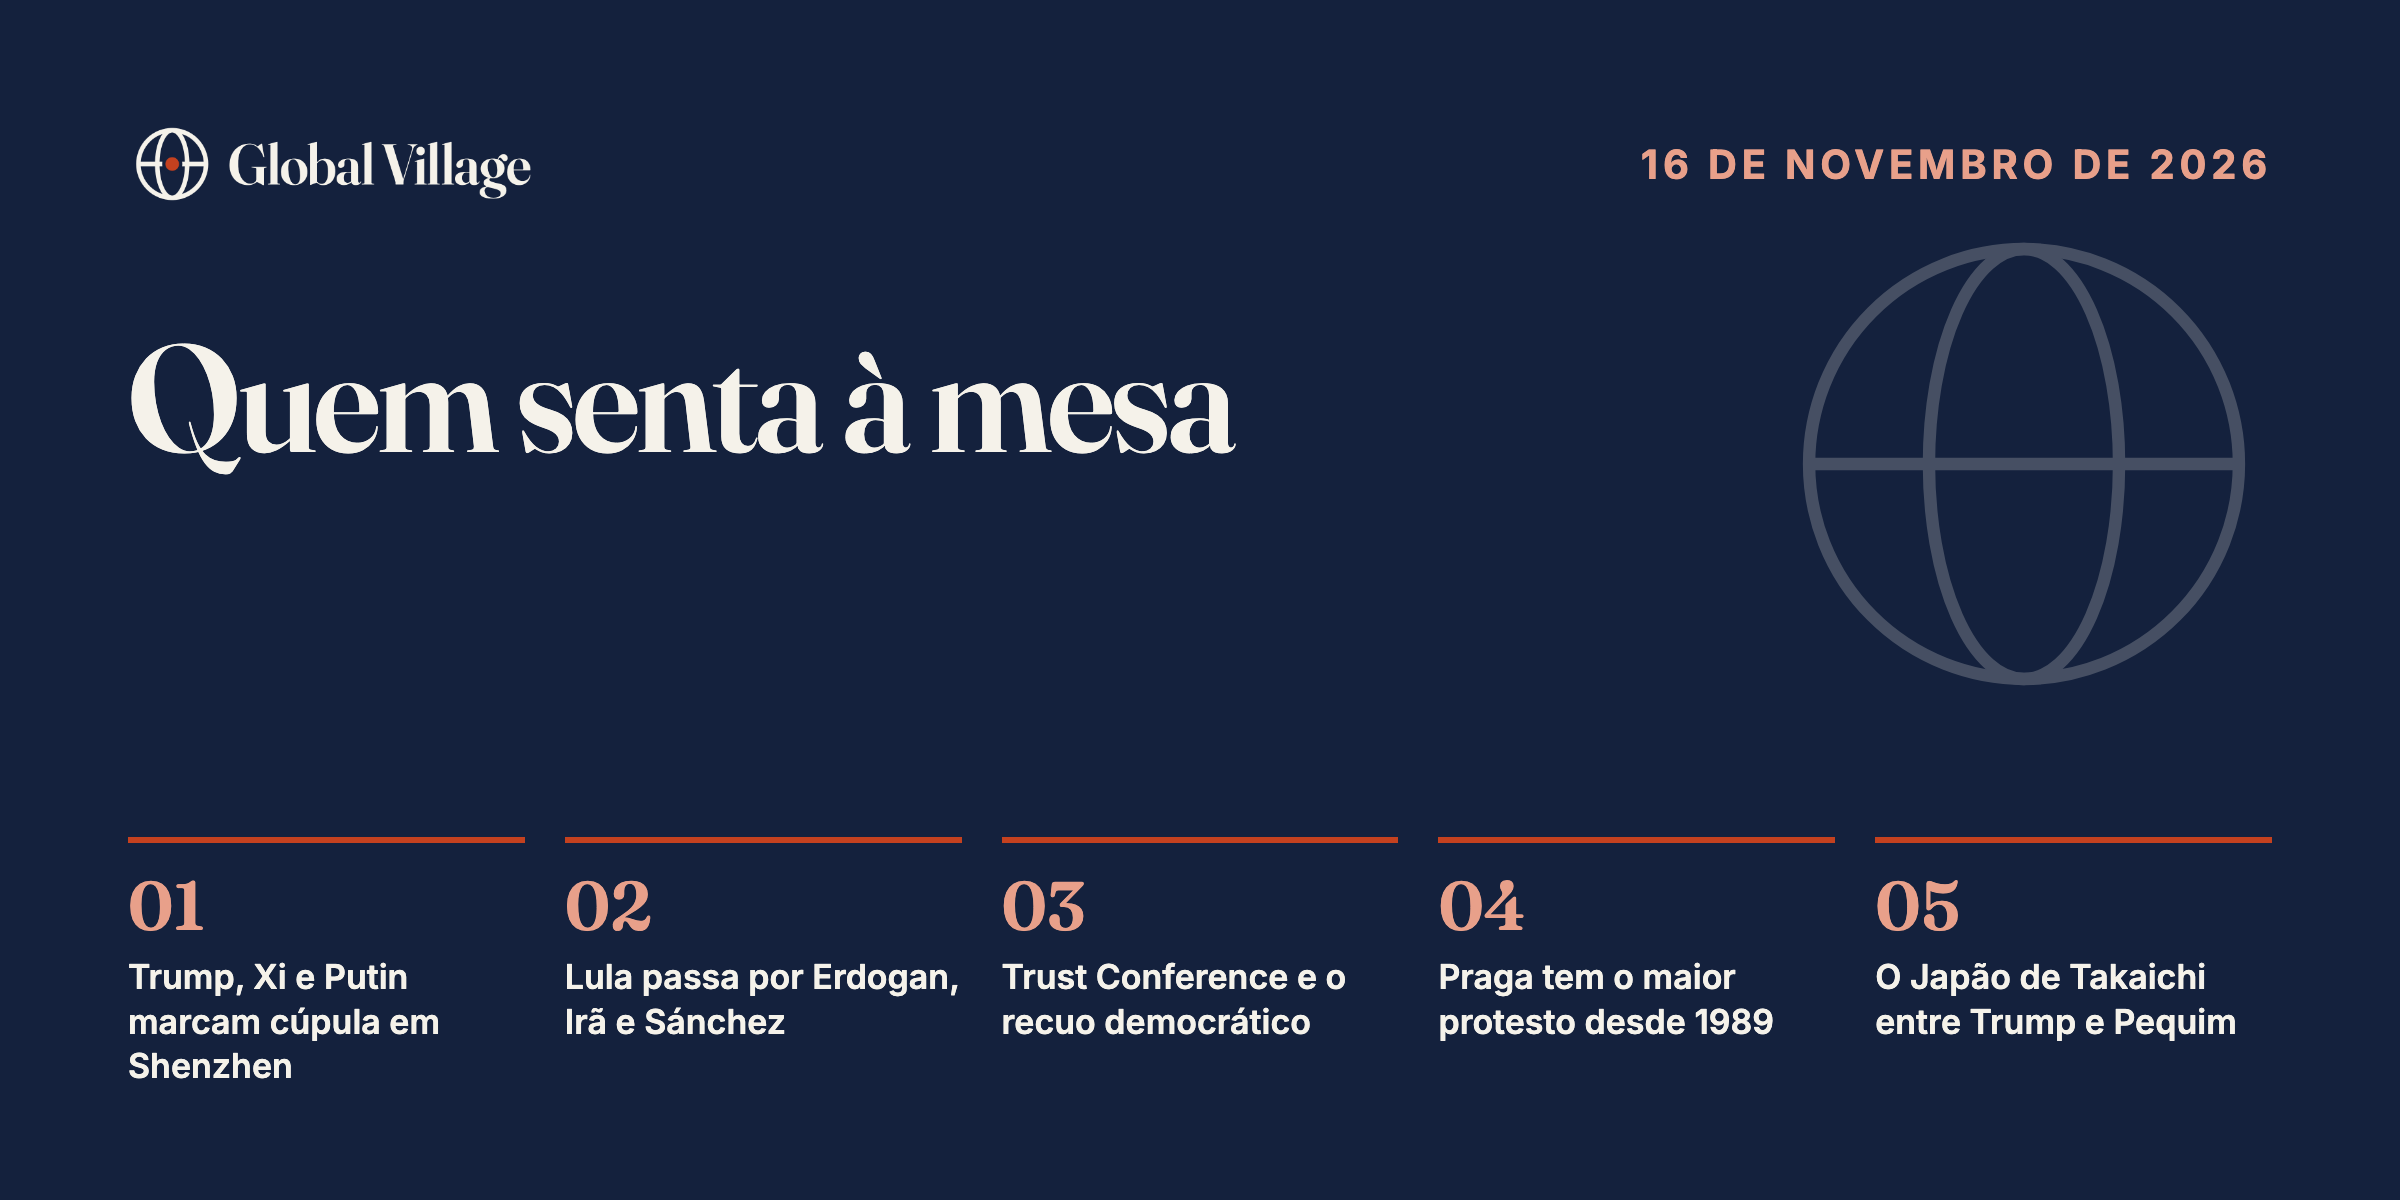 Global Village
16 DE NOVEMBRO DE 2026
Quem senta à mesa
01
Trump, Xi e Putin
marcam cúpula em
Shenzhen
02
Lula passa por Erdogan,
Irã e Sánchez
03
Trust Conference e o
recuo democrático
04
Praga tem o maior
protesto desde 1989
05
O Japão de Takaichi
entre Trump e Pequim